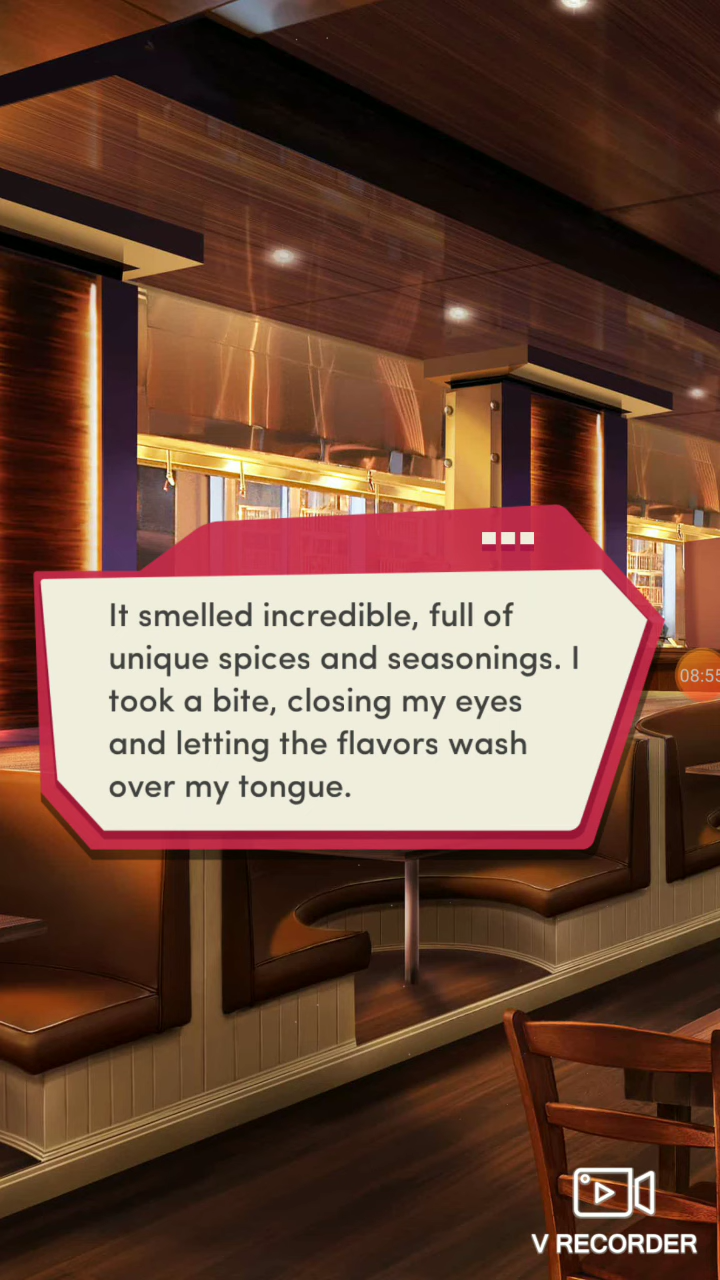 It smelled incredible, full of
unique spices and seasonings. I
took a bite, closing my eyes
and letting the flavors wash
over my tongue.
08:55
V RECORDER